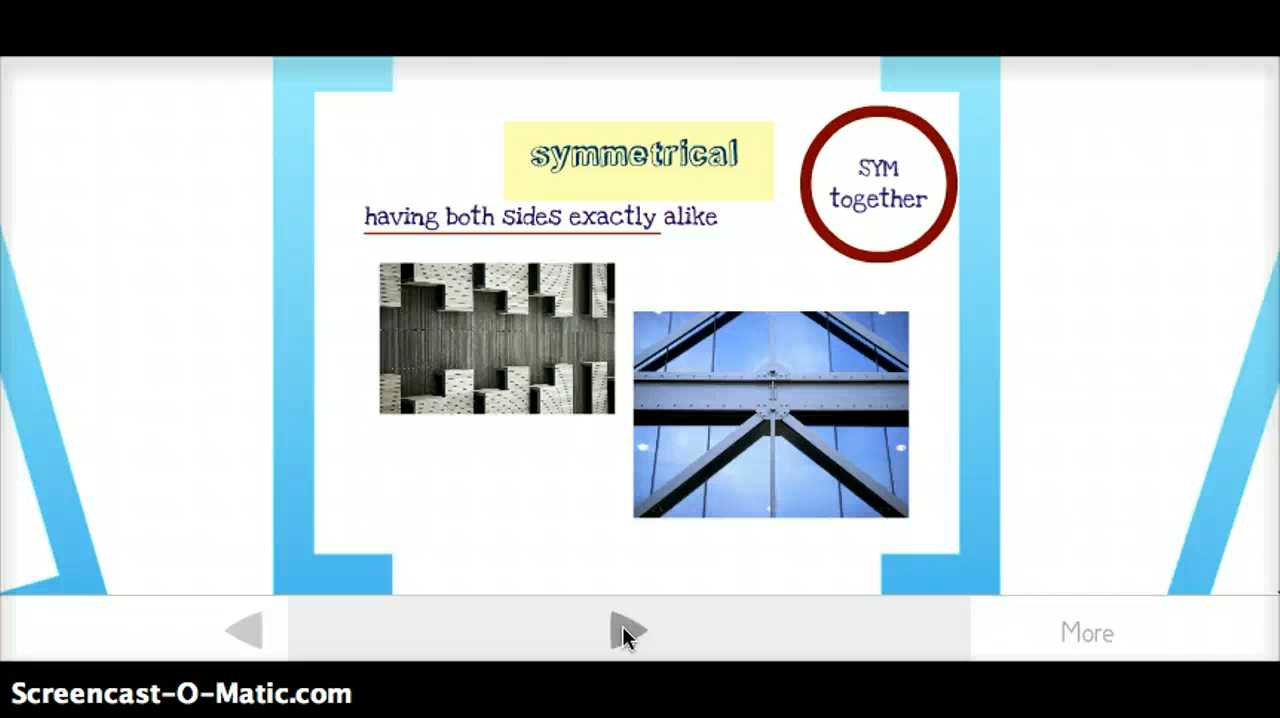 symmetrical
SYM
together
having both sides exactly alike
More
Screencast-O-Matic.com